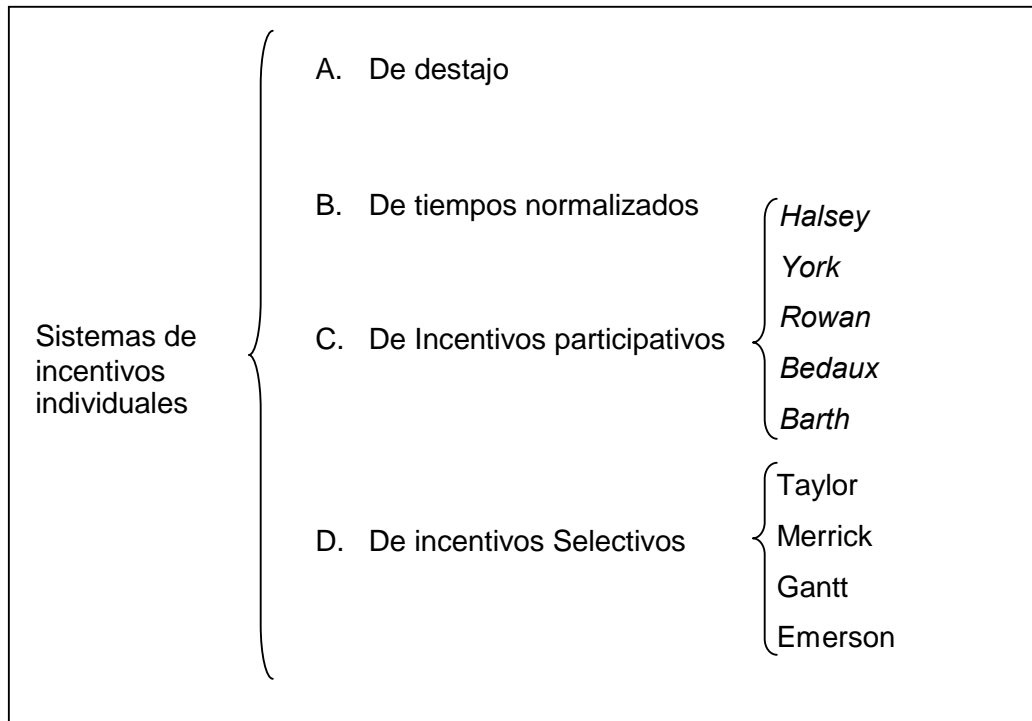 Sistemas de
incentivos
individuales
A. De destajo
B. De tiempos normalizados
C. De Incentivos participativos
Halsey
York
Rowan
Bedaux
Barth
D. De incentivos Selectivos
Taylor
Merrick
Gantt
Emerson